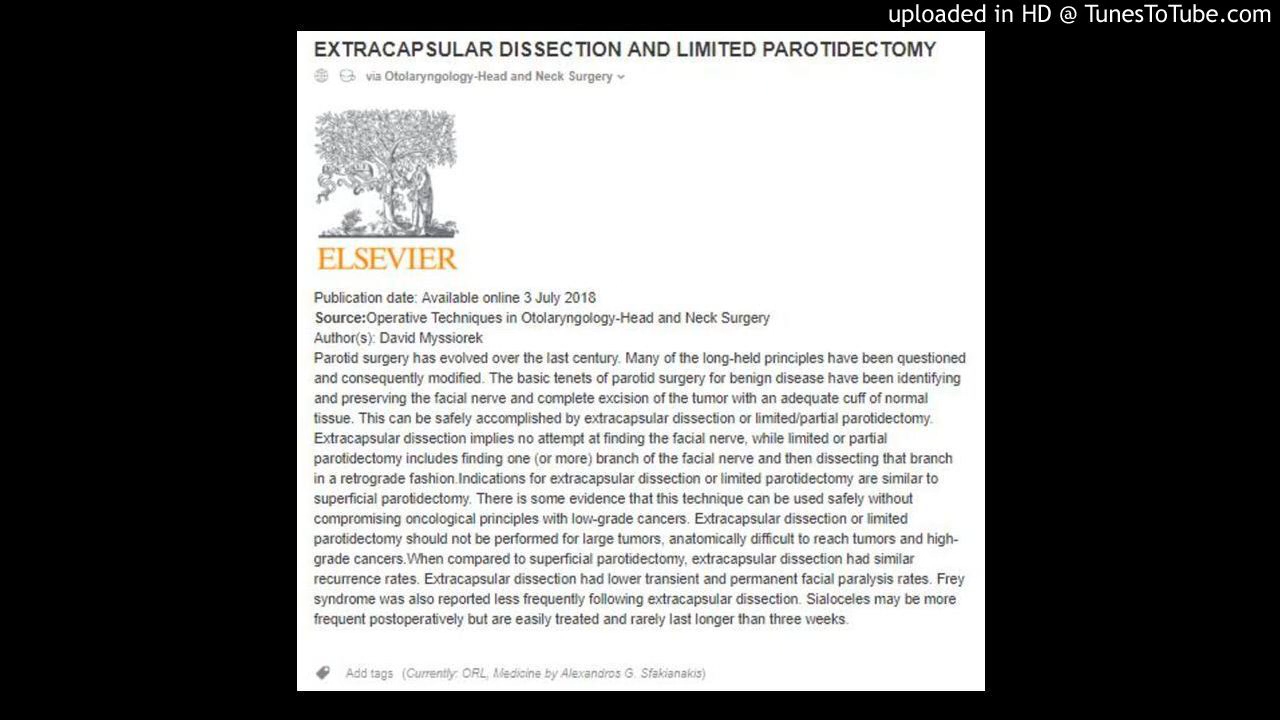 uploaded in HD @ TunesToTube.com
EXTRACAPSULAR DISSECTION AND LIMITED PAROTIDECTOMY
via Otolaryngology-Head and Neck Surgery
ELSEVIER
Publication date: Available online 3 July 2018
Source:Operative Techniques in Otolaryngology-Head and Neck Surgery
Author(s): David Myssiorek
Parotid surgery has evolved over the last century. Many of the long-held principles have been questioned
and consequently modified. The basic tenets of parotid surgery for benign disease have been identifying
and preserving the facial nerve and complete excision of the tumor with an adequate cuff of normal
tissue. This can be safely accomplished by extracapsular dissection or limited/partial parotidectomy.
Extracapsular dissection implies no attempt at finding the facial nerve, while limited or partial
parotidectomy includes finding one (or more) branch of the facial nerve and then dissecting that branch
in a retrograde fashion.Indications for extracapsular dissection or limited parotidectomy are similar to
superficial parotidectomy. There is some evidence that this technique can be used safely without
compromising oncological principles with low-grade cancers. Extracapsular dissection or limited
parotidectomy should not be performed for large tumors, anatomically difficult to reach tumors and high-
grade cancers.When compared to superficial parotidectomy, extracapsular dissection had similar
recurrence rates. Extracapsular dissection had lower transient and permanent facial paralysis rates. Frey
syndrome was also reported less frequently following extracapsular dissection. Sialoceles may be more
frequent postoperatively but are easily treated and rarely last longer than three weeks.
Add tags (Currently: ORL, Medicine by Alexandros G. Sfakianakis)